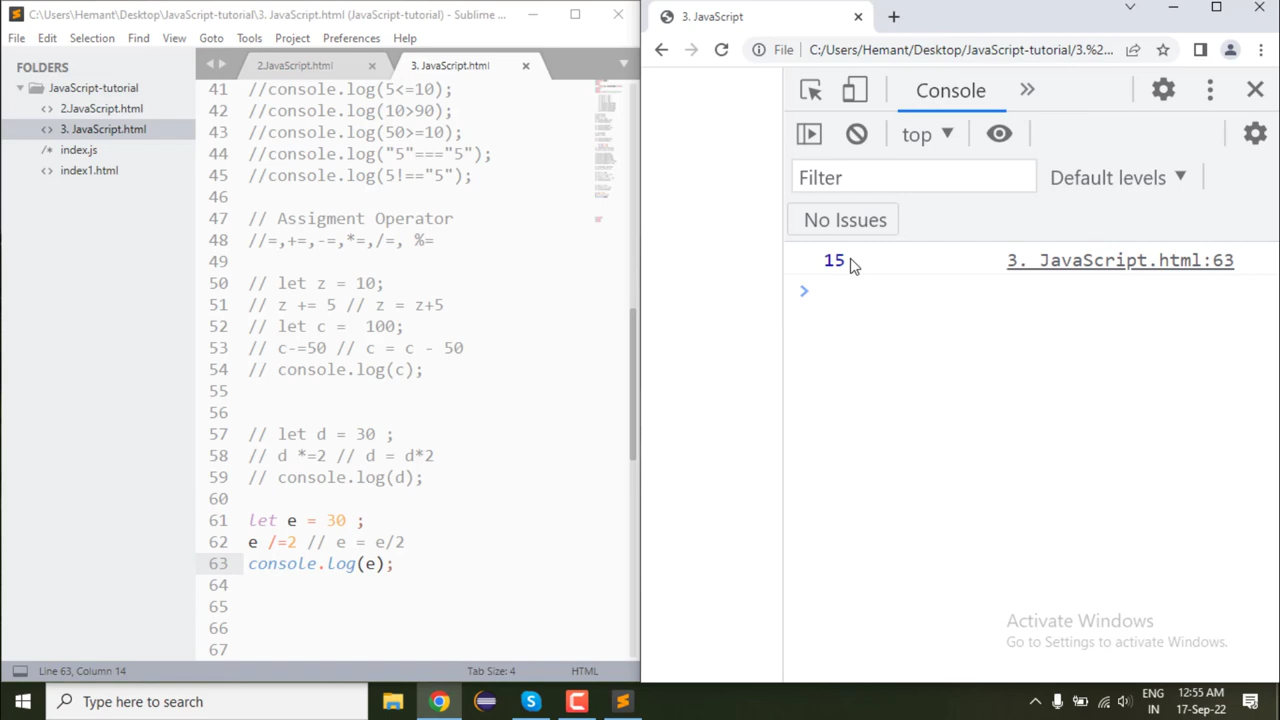 C:\Users\Hemant\Desktop\JavaScript-tutorial\3. JavaScript.html (JavaScript-tutorial) - Sublime ...
File Edit Selection Find View Goto Tools Project Preferences Help
FOLDERS
JavaScript-tutorial
2.JavaScript.html
3. JavaScript.html
index.js
index1.html
2.JavaScript.html
3. JavaScript.html
41 //console.log(5<=10);
42 //console.log(10>90);
43 //console.log(50>=10);
44 //console.log("5"==="5");
45 //console.log(5!=="5");
46
47 // Assigment Operator
48 //=,+=,-=,*=,/=, %=
49
50 // let z = 10;
51 // z += 5 // z = z+5
52 // let c =  100;
53 // c-=50 // c = c - 50
54 // console.log(c);
55
56
57 // let d = 30 ;
58 // d *=2 // d = d*2
59 // console.log(d);
60
61 let e = 30 ;
62 e /=2 // e = e/2
63 console.log(e);
64
65
66
67
Line 63, Column 14 Tab Size: 4 HTML
3. JavaScript
File C:/Users/Hemant/Desktop/JavaScript-tutorial/3.%2...
Console
top
Filter Default levels
No Issues
15 3. JavaScript.html:63
Activate Windows
Go to Settings to activate Windows.
Type here to search
ENG
IN
12:55 AM
17-Sep-22